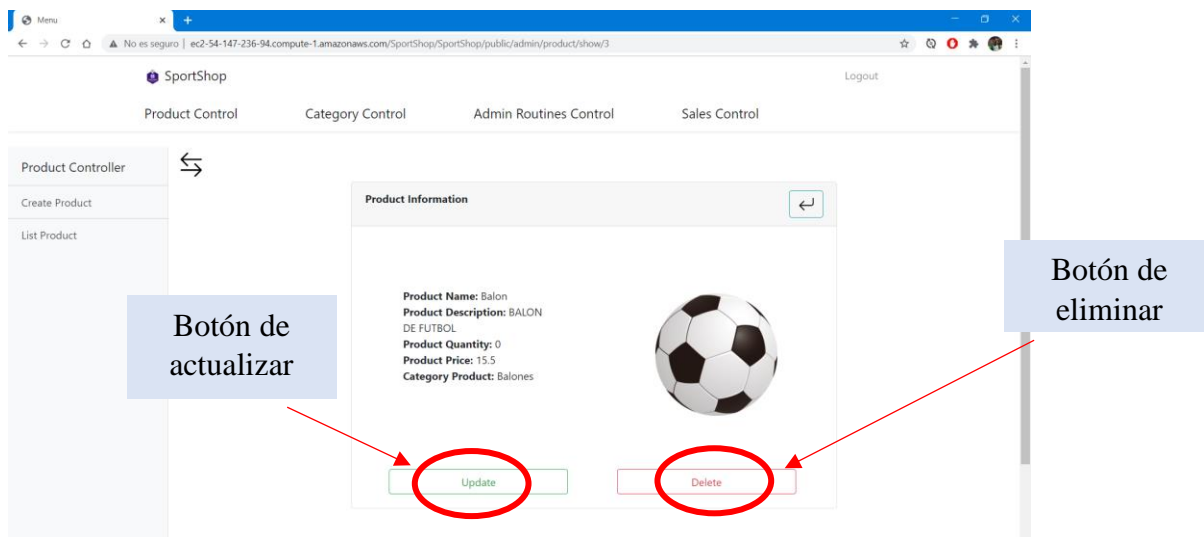 Menu
No es seguro | ec2-54-147-236-94.compute-1.amazonaws.com/SportShop/SportShop/public/admin/product/show/3
SportShop
Logout
Product Control
Category Control
Admin Routines Control
Sales Control
Product Controller
Create Product
List Product
Product Information
Product Name: Balon
Product Description: BALON
DE FUTBOL
Product Quantity: 0
Product Price: 15.5
Category Product: Balones
Update
Delete
Botón de
actualizar
Botón de
eliminar